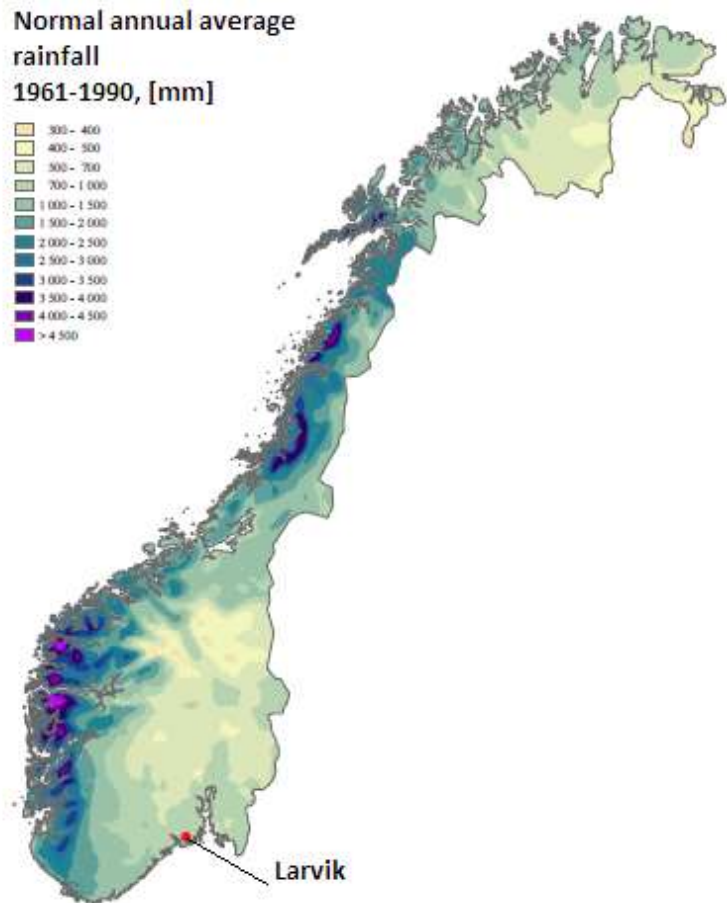 Normal annual average
rainfall
1961-1990, [mm]
300 - 400
400 - 500
500 - 700
700 - 1 000
1 000 - 1 500
1 500 - 2 000
2 000 - 2 500
2 500 - 3 000
3 000 - 3 500
3 500 - 4 000
4 000 - 4 500
> 4 500
Larvik